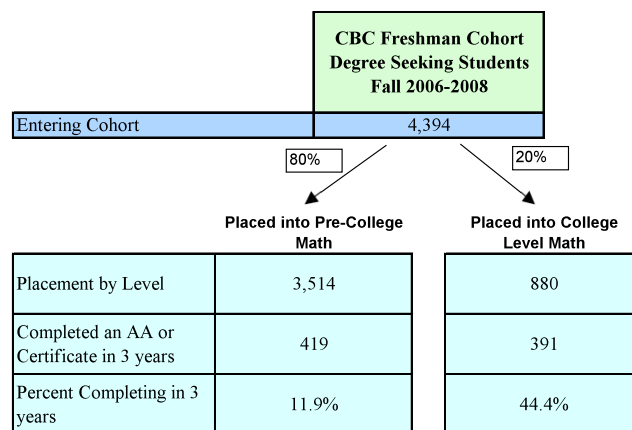 CBC Freshman Cohort
Degree Seeking Students
Fall 2006-2008
Entering Cohort 4,394
80% 20%
Placed into Pre-College
Math
Placed into College
Level Math
Placement by Level 3,514 880
Completed an AA or
Certificate in 3 years 419 391
Percent Completing in 3
years 11.9% 44.4%